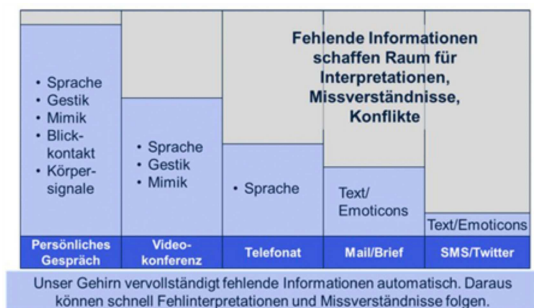 Fehlende Informationen
schaffen Raum für
Interpretationen,
Missverständnisse,
Konflikte
• Sprache
• Gestik
• Mimik
• Blick-
kontakt
• Körper-
signale
• Sprache
• Gestik
• Mimik
• Sprache
Text/
Emoticons
Text/Emoticons
Persönliches
Gespräch
Video-
konferenz
Telefonat
Mail/Brief
SMS/Twitter
Unser Gehirn vervollständigt fehlende Informationen automatisch. Daraus
können schnell Fehlinterpretationen und Missverständnisse folgen.